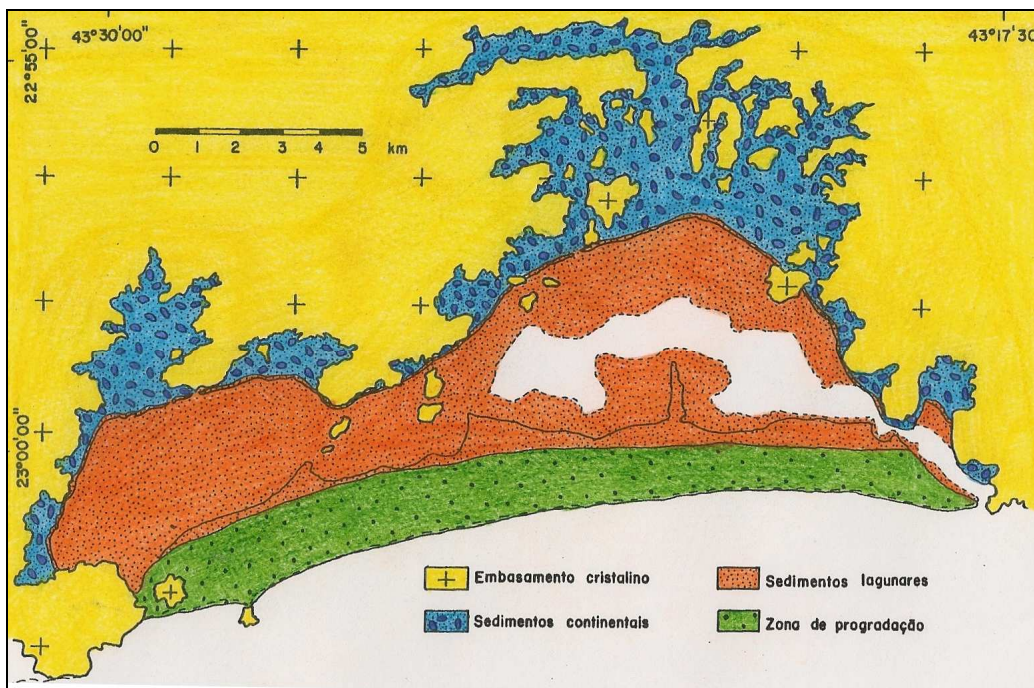 43°30'00"
43°17'30
22°55'00"
0 1 2 3 4 5 km
23°00'00"
Embasamento cristalino
Sedimentos lagunares
Sedimentos continentais
Zona de progradação